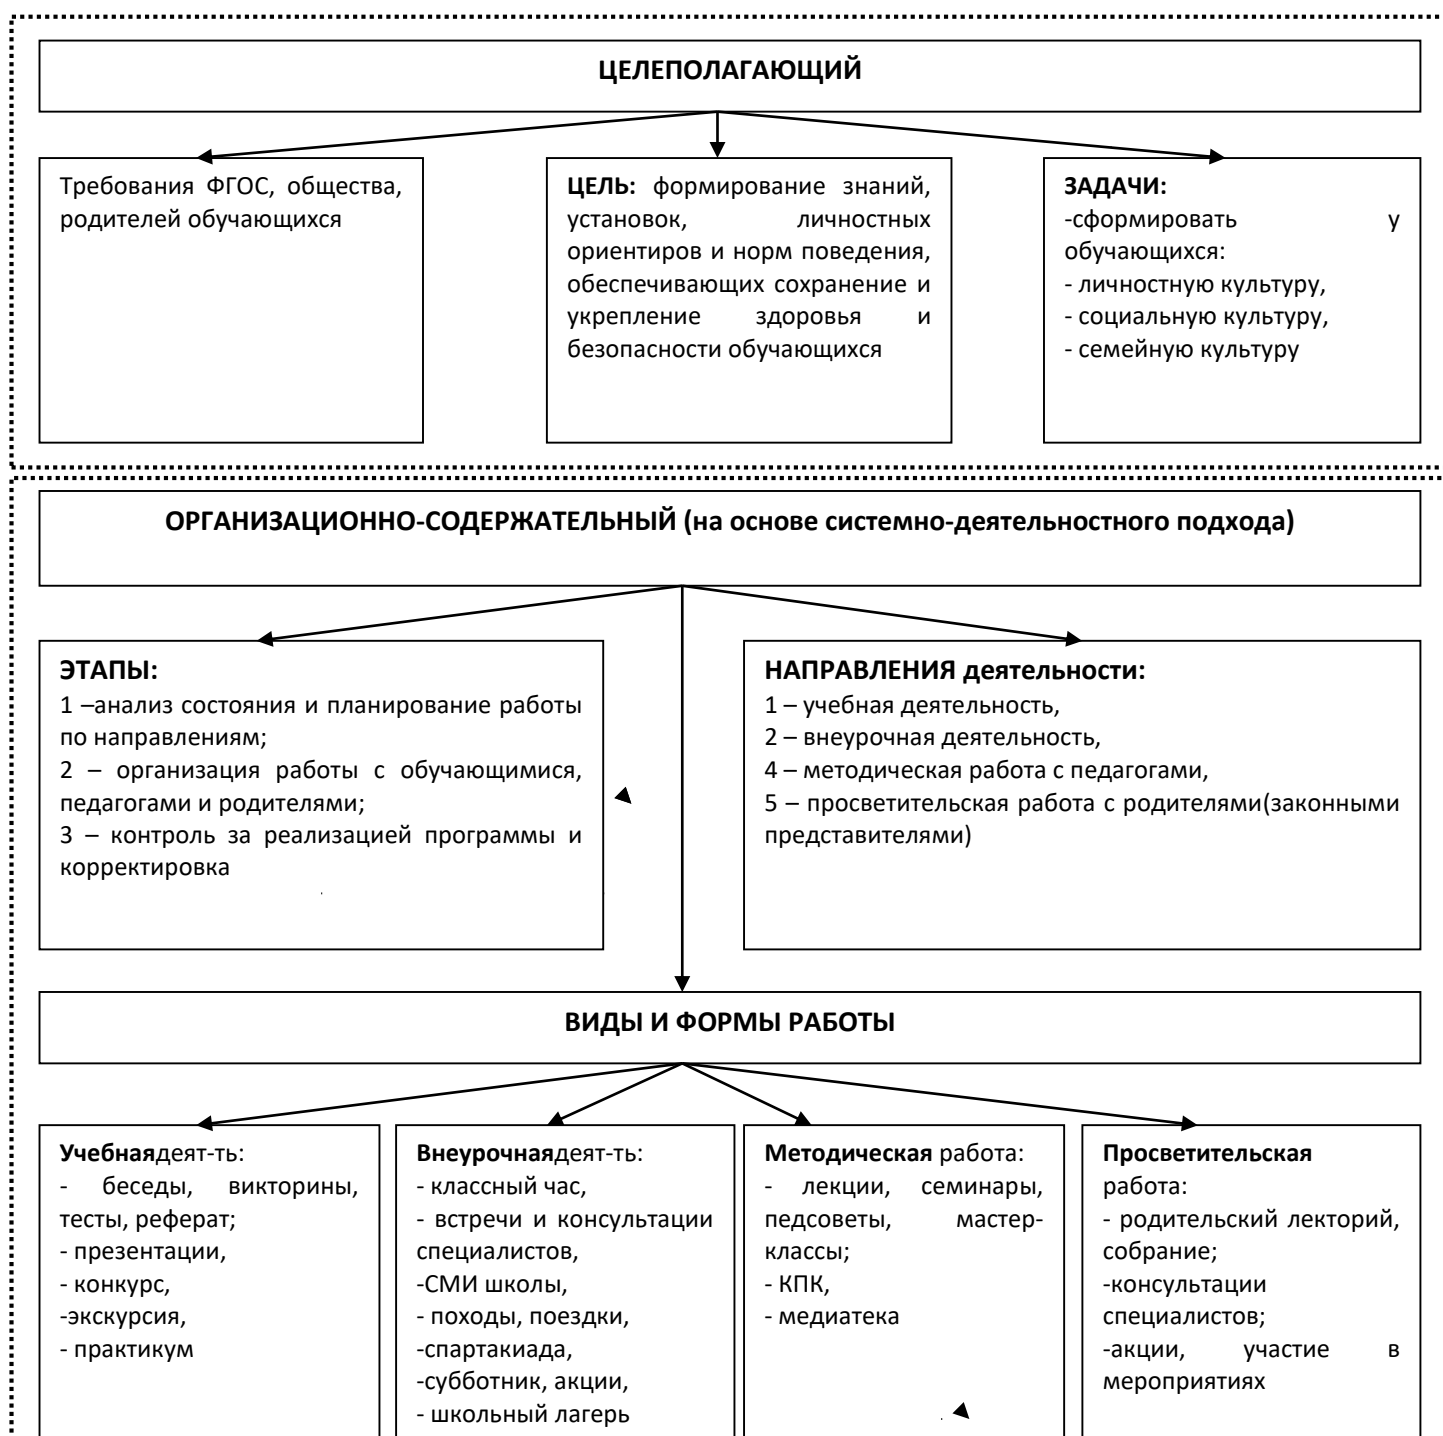 ЦЕЛЕПОЛАГАЮЩИЙ
Требования ФГОС, общества,
родителей обучающихся
ЦЕЛЬ: формирование знаний,
установок, личностных
ориентиров и норм поведения,
обеспечивающих сохранение и
укрепление здоровья и
безопасности обучающихся
ЗАДАЧИ:
-сформировать у
обучающихся:
- личностную культуру,
- социальную культуру,
- семейную культуру
ОРГАНИЗАЦИОННО-СОДЕРЖАТЕЛЬНЫЙ (на основе системно-деятельностного подхода)
ЭТАПЫ:
1 –анализ состояния и планирование работы
по направлениям;
2 – организация работы с обучающимися,
педагогами и родителями;
3 – контроль за реализацией программы и
корректировка
НАПРАВЛЕНИЯ деятельности:
1 – учебная деятельность,
2 – внеурочная деятельность,
4 – методическая работа с педагогами,
5 – просветительская работа с родителями(законными
представителями)
ВИДЫ И ФОРМЫ РАБОТЫ
Учебнаядеят-ть:
- беседы, викторины,
тесты, реферат;
- презентации,
- конкурс,
-экскурсия,
- практикум
Внеурочнаядеят-ть:
- классный час,
- встречи и консультации
специалистов,
-СМИ школы,
- походы, поездки,
-спартакиада,
-субботник, акции,
- школьный лагерь
Методическая работа:
- лекции, семинары,
педсоветы, мастер-
классы;
- КПК,
- медиатека
Просветительская
работа:
- родительский лекторий,
собрание;
-консультации
специалистов;
-акции, участие в
мероприятиях